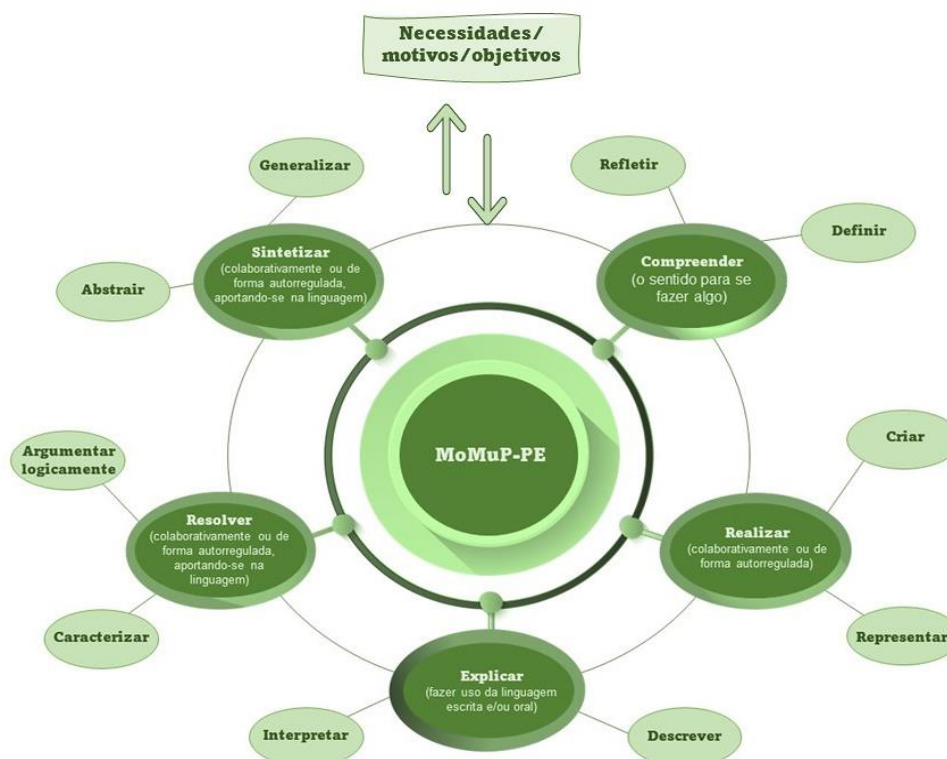 Necessidades/
motivos/objetivos
Generalizar
Refletir
Sintetizar
(colaborativamente ou de
forma autorregulada,
aportando-se na linguagem)
Abstrair
Compreender
(o sentido para se
fazer algo)
Definir
MoMuP-PE
Argumentar
logicamente
Resolver
(colaborativamente ou de
forma autorregulada,
aportando-se na
linguagem)
Caracterizar
Criar
Realizar
(colaborativamente ou de
forma autorregulada)
Representar
Explicar
(fazer uso da linguagem
escrita e/ou oral)
Interpretar
Descrever